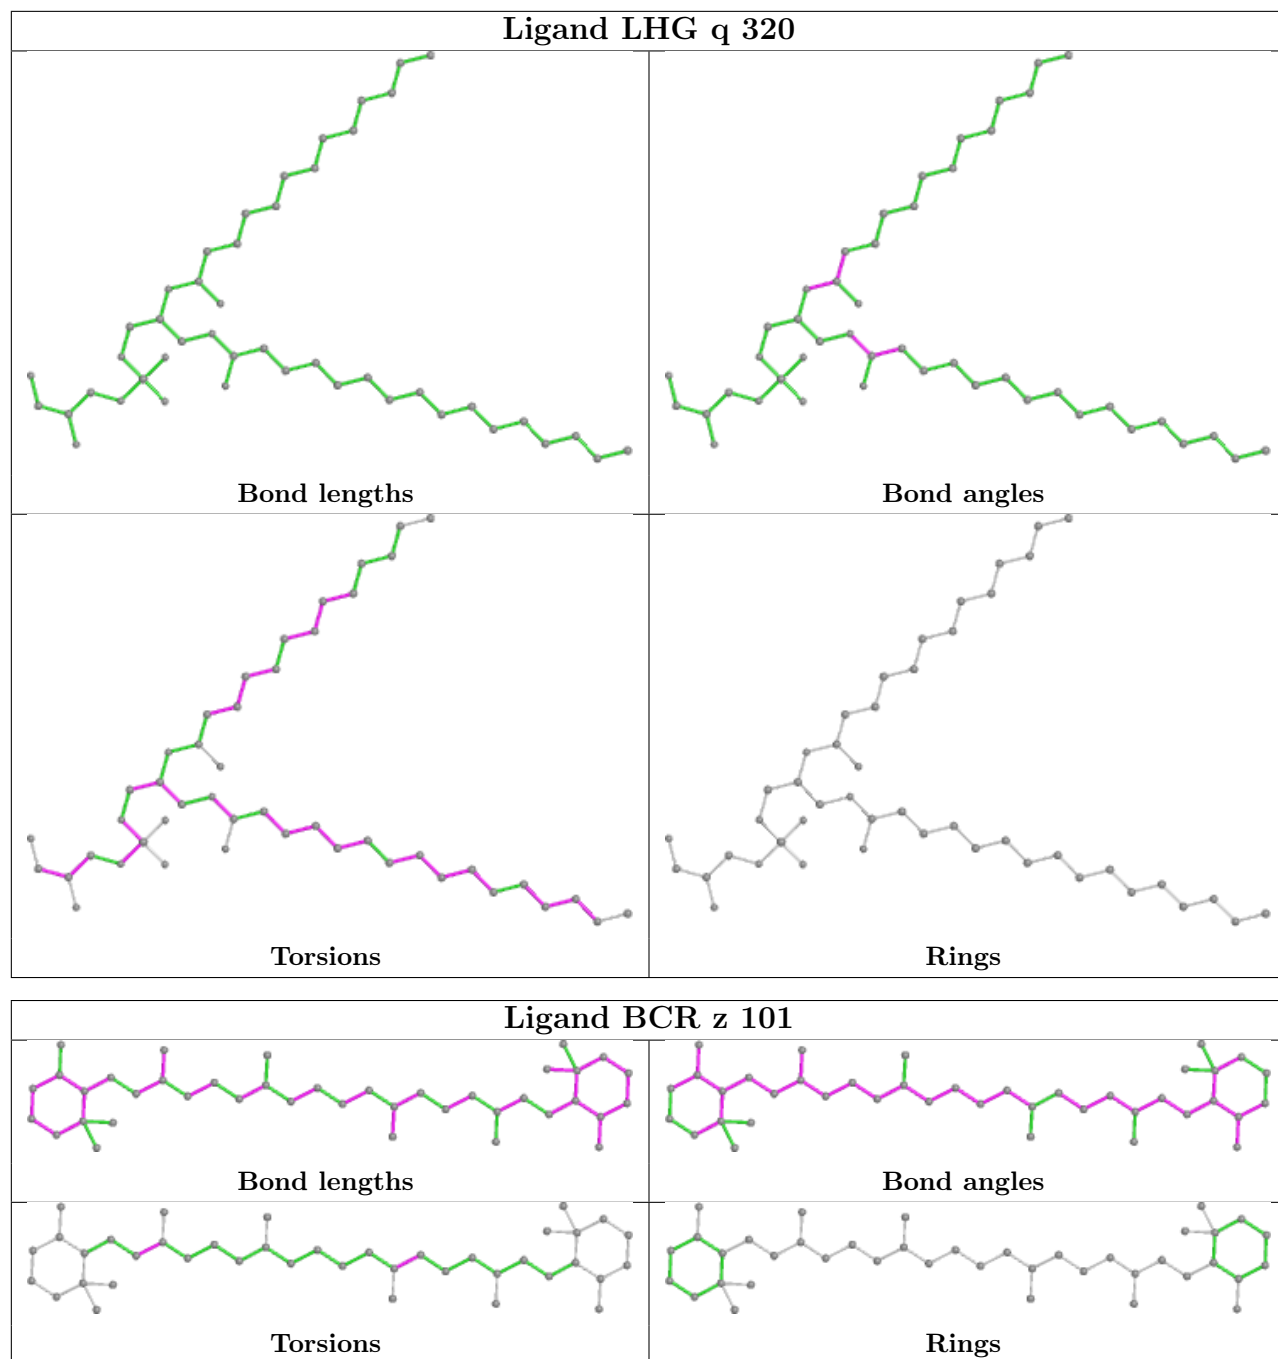 Ligand LHG q 320
Bond lengths
Bond angles
Torsions
Rings
Ligand BCR z 101
Bond lengths
Bond angles
Torsions
Rings